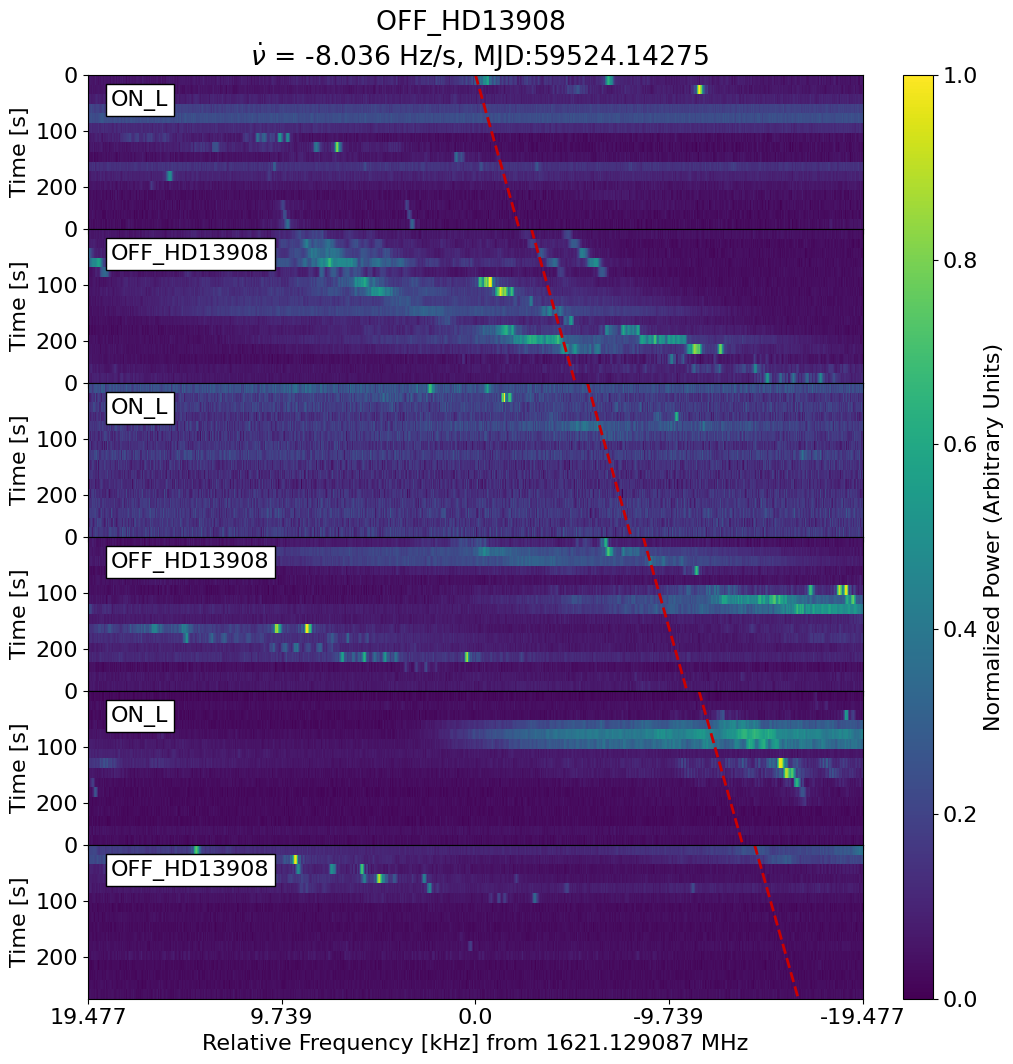 OFF_HD13908
ν̇ = -8.036 Hz/s, MJD:59524.14275
0
ON_L
Time [s]
100
200
0
OFF_HD13908
Time [s]
100
200
0
ON_L
Time [s]
100
200
0
OFF_HD13908
Time [s]
100
200
0
ON_L
Time [s]
100
200
0
OFF_HD13908
Time [s]
100
200
19.477 9.739 0.0 -9.739 -19.477
Relative Frequency [kHz] from 1621.129087 MHz
1.0
0.8
0.6
0.4
0.2
0.0
Normalized Power (Arbitrary Units)